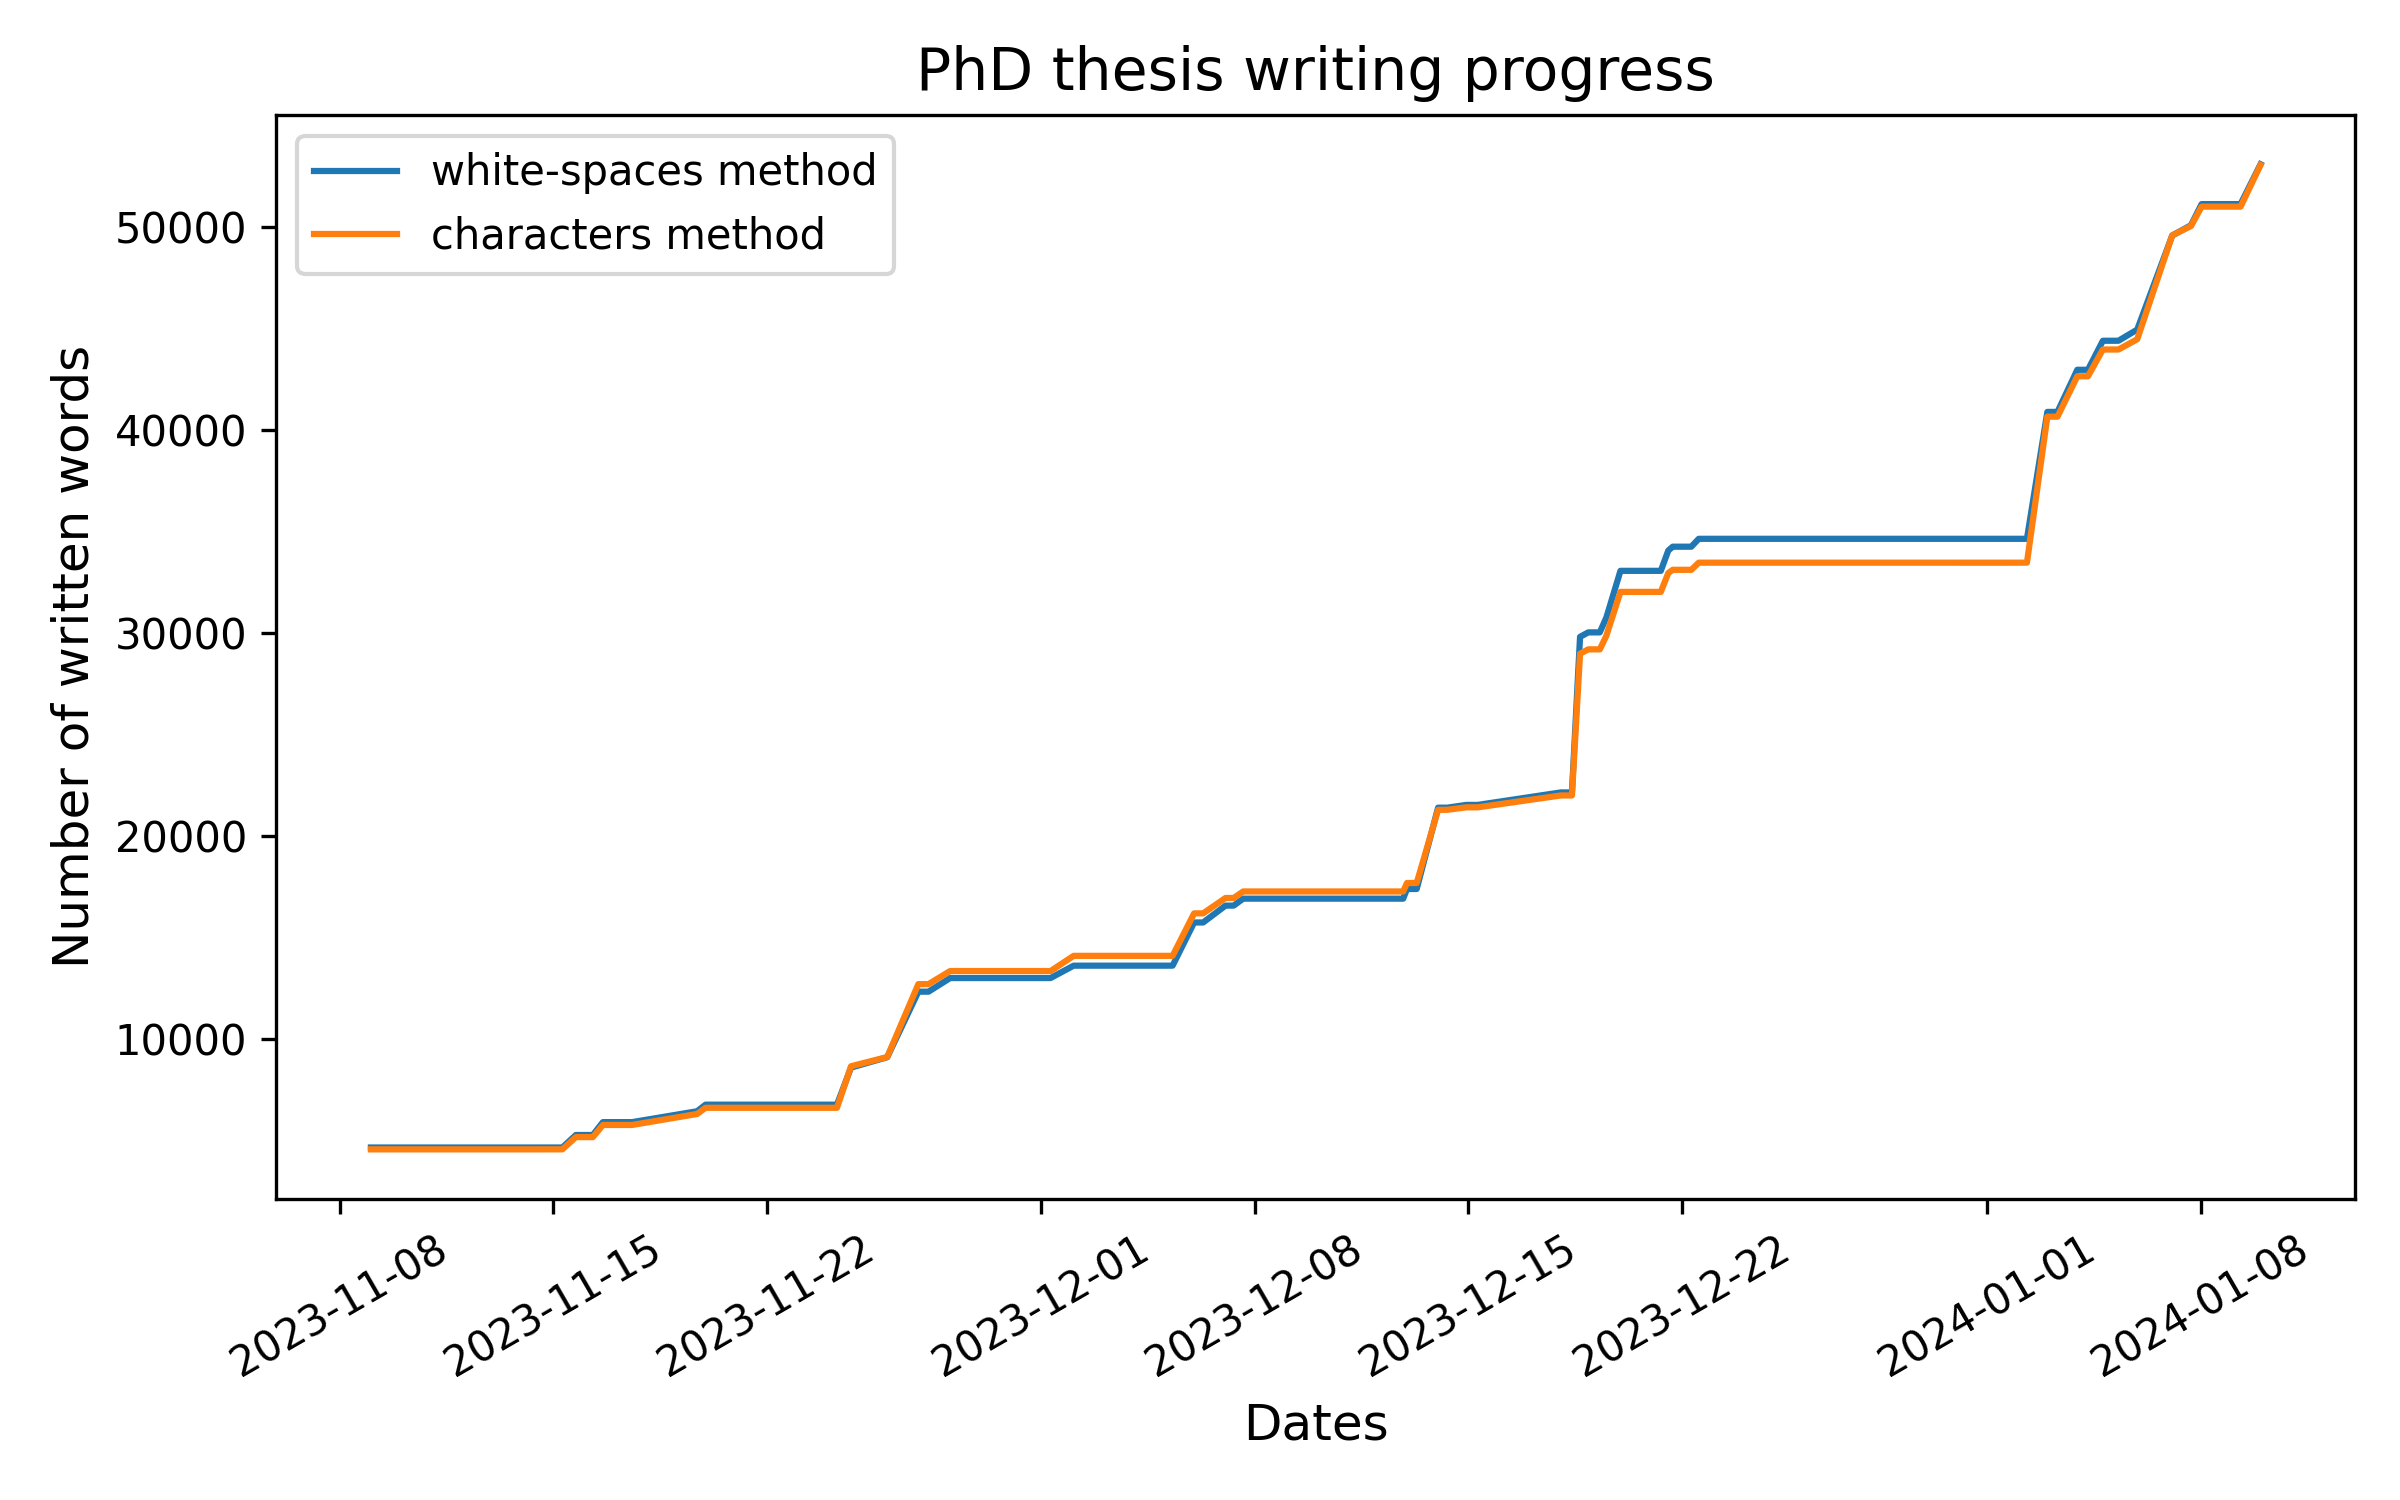 PhD thesis writing progress
white-spaces method
characters method
Number of written words
50000
40000
30000
20000
10000
2023-11-08
2023-11-15
2023-11-22
2023-12-01
2023-12-08
2023-12-15
2023-12-22
2024-01-01
2024-01-08
Dates